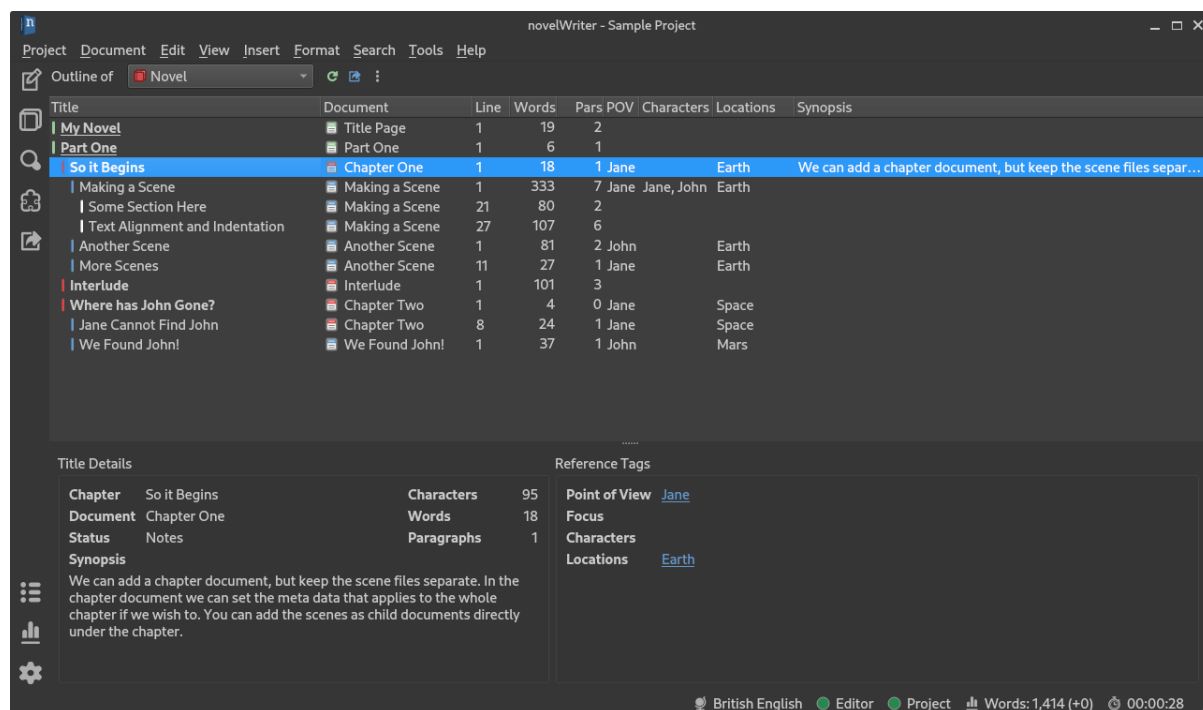 novelWriter - Sample Project
Project Document Edit View Insert Format Search Tools Help
Outline of Novel
Title Document Line Words Pars POV Characters Locations Synopsis
My Novel Title Page 1 19 2
Part One Part One 1 6 1
So it Begins Chapter One 1 18 1 Jane Earth We can add a chapter document, but keep the scene files separ...
Making a Scene Making a Scene 1 333 7 Jane Jane, John Earth
Some Section Here Making a Scene 21 80 2
Text Alignment and Indentation Making a Scene 27 107 6
Another Scene Another Scene 1 81 2 John Earth
More Scenes Another Scene 11 27 1 Jane Earth
Interlude Interlude 1 101 3
Where has John Gone? Chapter Two 1 4 0 Jane Space
Jane Cannot Find John Chapter Two 8 24 1 Jane Space
We Found John! We Found John! 1 37 1 John Mars
Title Details
Chapter So it Begins Characters 95
Document Chapter One Words 18
Status Notes Paragraphs 1
Synopsis
We can add a chapter document, but keep the scene files separate. In the
chapter document we can set the meta data that applies to the whole
chapter if we wish to. You can add the scenes as child documents directly
under the chapter.
Reference Tags
Point of View Jane
Focus
Characters
Locations Earth
British English Editor Project Words: 1,414 (+0) 00:00:28